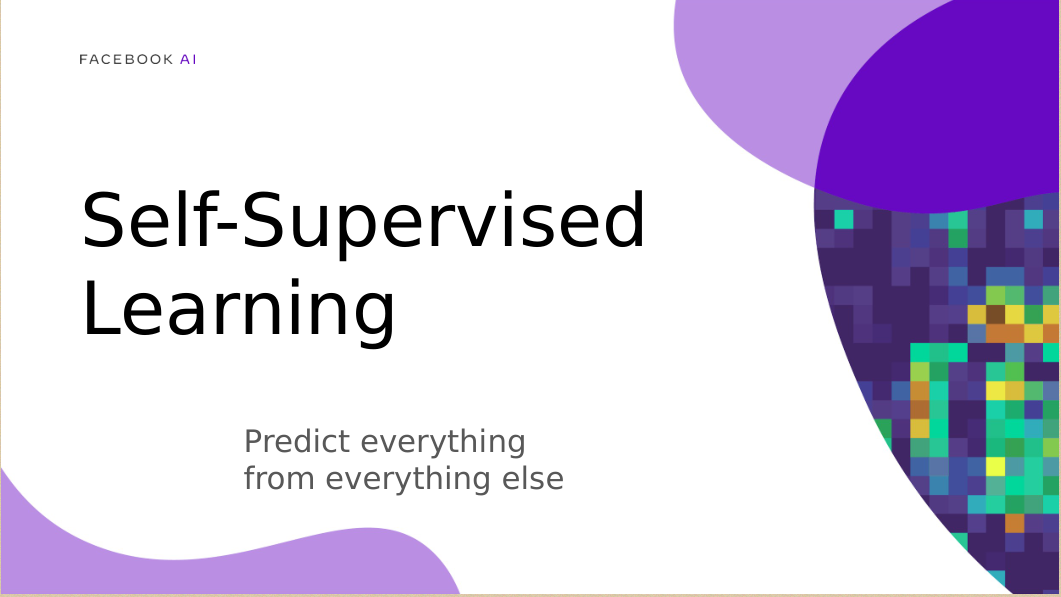 FACEBOOK AI
Self-Supervised
Learning
Predict everything
from everything else